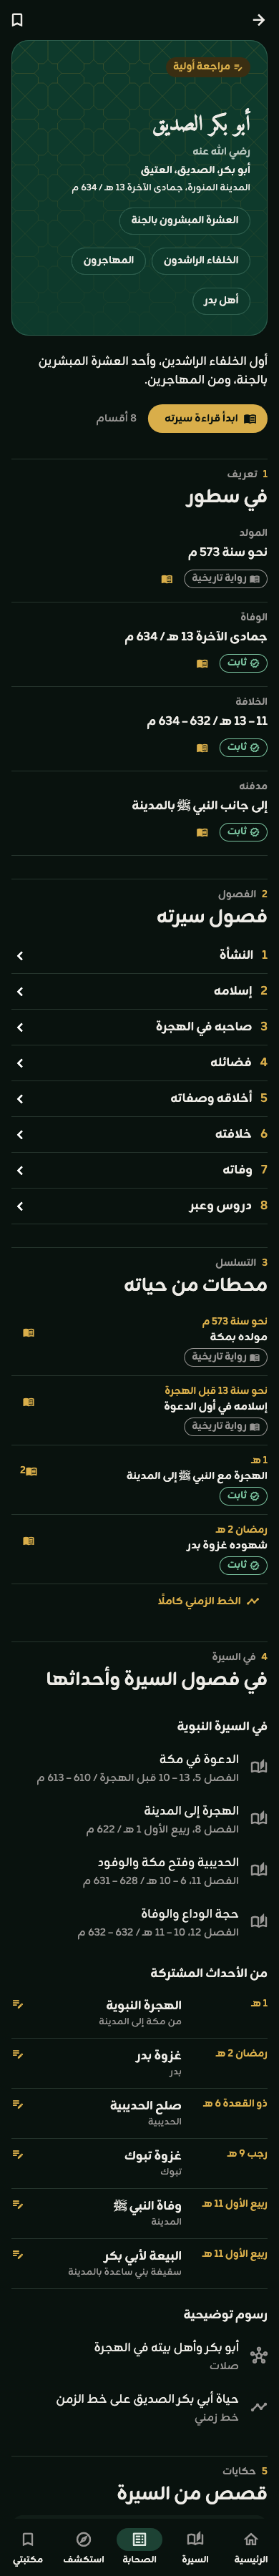 مراجعة أولية
أبو بكر الصديق
رضي الله عنه
أبو بكر، الصديق، العتيق
المدينة المنورة، جمادى الآخرة 13 هـ / 634 م
العشرة المبشرون بالجنة
الخلفاء الراشدون
المهاجرون
أهل بدر
أول الخلفاء الراشدين، وأحد العشرة المبشرين
بالجنة، ومن المهاجرين.
ابدأ قراءة سيرته
8 أقسام
1 تعريف
في سطور
المولد
نحو سنة 573 م
رواية تاريخية
الوفاة
جمادى الآخرة 13 هـ / 634 م
ثابت
الخلافة
11 – 13 هـ / 632 – 634 م
ثابت
مدفنه
إلى جانب النبي ﷺ بالمدينة
ثابت
2 الفصول
فصول سيرته
1 النشأة
2 إسلامه
3 صاحبه في الهجرة
4 فضائله
5 أخلاقه وصفاته
6 خلافته
7 وفاته
8 دروس وعبر
3 التسلسل
محطات من حياته
نحو سنة 573 م
مولده بمكة
رواية تاريخية
نحو سنة 13 قبل الهجرة
إسلامه في أول الدعوة
رواية تاريخية
1 هـ
الهجرة مع النبي ﷺ إلى المدينة
2
ثابت
رمضان 2 هـ
شهوده غزوة بدر
ثابت
الخط الزمني كاملًا
4 في السيرة
في فصول السيرة وأحداثها
في السيرة النبوية
الدعوة في مكة
الفصل 5، 13 – 10 قبل الهجرة / 610 – 613 م
الهجرة إلى المدينة
الفصل 8، ربيع الأول 1 هـ / 622 م
الحديبية وفتح مكة والوفود
الفصل 11، 6 – 10 هـ / 628 – 631 م
حجة الوداع والوفاة
الفصل 12، 10 – 11 هـ / 632 – 632 م
من الأحداث المشتركة
1 هـ
الهجرة النبوية
من مكة إلى المدينة
رمضان 2 هـ
غزوة بدر
بدر
ذو القعدة 6 هـ
صلح الحديبية
الحديبية
رجب 9 هـ
غزوة تبوك
تبوك
ربيع الأول 11 هـ
وفاة النبي ﷺ
المدينة
ربيع الأول 11 هـ
البيعة لأبي بكر
سقيفة بني ساعدة بالمدينة
رسوم توضيحية
أبو بكر وأهل بيته في الهجرة
صلات
حياة أبي بكر الصديق على خط الزمن
خط زمني
5 حكايات
قصص من السيرة
الرئيسية
السيرة
الصحابة
استكشف
مكتبتي